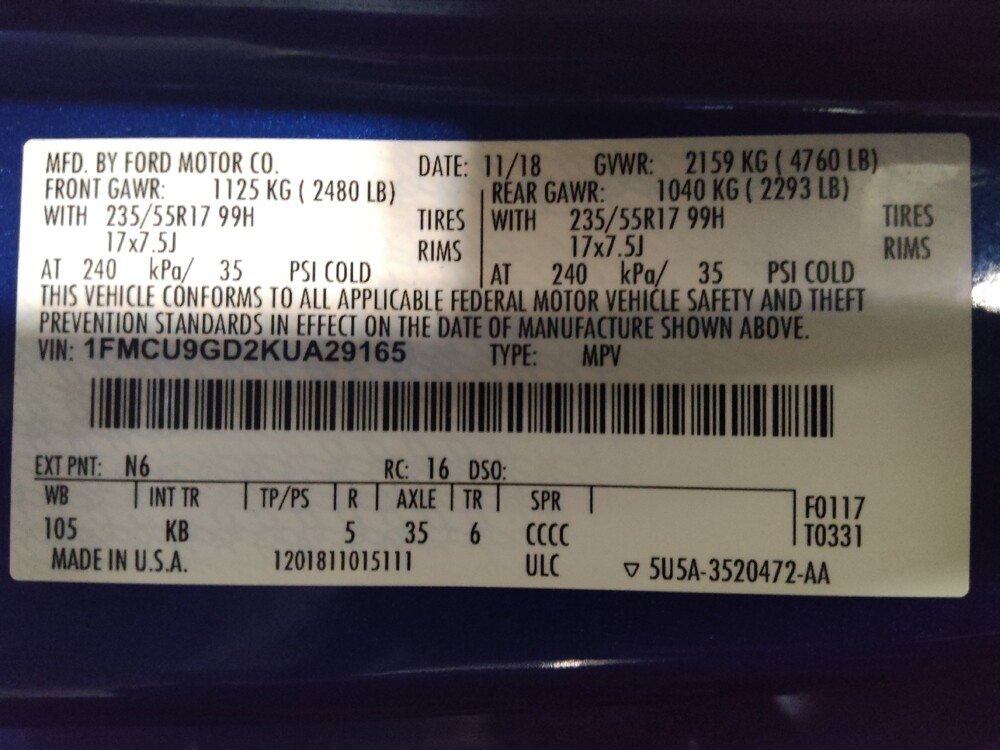 MFD. BY FORD MOTOR CO. DATE: 11/18 GVWR: 2159 KG ( 4760 LB)
FRONT GAWR: 1125 KG ( 2480 LB) REAR GAWR: 1040 KG ( 2293 LB)
WITH 235/55R17 99H TIRES WITH 235/55R17 99H TIRES
17x7.5J RIMS 17x7.5J RIMS
AT 240 kPa/ 35 PSI COLD AT 240 kPa/ 35 PSI COLD
THIS VEHICLE CONFORMS TO ALL APPLICABLE FEDERAL MOTOR VEHICLE SAFETY AND THEFT
PREVENTION STANDARDS IN EFFECT ON THE DATE OF MANUFACTURE SHOWN ABOVE.
VIN: 1FMCU9GD2KUA29165 TYPE: MPV
EXT PNT: N6 RC: 16 DSO:
WB INT TR TP/PS R AXLE TR SPR F0117
105 KB 5 35 6 CCCC T0331
MADE IN U.S.A. 1201811015111 ULC ▽ 5U5A-3520472-AA